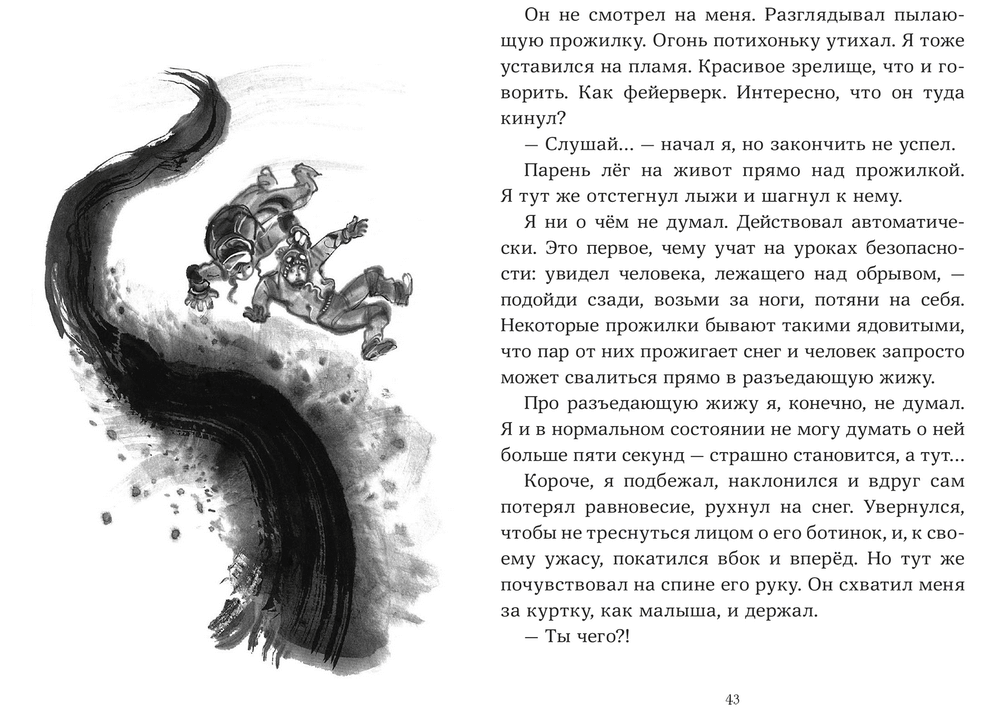 Он не смотрел на меня. Разглядывал пылаю-
щую прожилку. Огонь потихоньку утихал. Я тоже
уставился на пламя. Красивое зрелище, что и го-
ворить. Как фейерверк. Интересно, что он туда
кинул?
— Слушай... — начал я, но закончить не успел.
Парень лёг на живот прямо над прожилкой.
Я тут же отстегнул лыжи и шагнул к нему.
Я ни о чём не думал. Действовал автоматиче-
ски. Это первое, чему учат на уроках безопасно-
сти: увидел человека, лежащего над обрывом, —
подойди сзади, возьми за ноги, потяни на себя.
Некоторые прожилки бывают такими ядовитыми,
что пар от них прожигает снег и человек запросто
может свалиться прямо в разъедающую жижу.
Про разъедающую жижу я, конечно, не думал.
Я и в нормальном состоянии не могу думать о ней
больше пяти секунд — страшно становится, а тут...
Короче, я подбежал, наклонился и вдруг сам
потерял равновесие, рухнул на снег. Увернулся,
чтобы не треснуться лицом о его ботинок, и, к сво-
ему ужасу, покатился вбок и вперёд. Но тут же
почувствовал на спине его руку. Он схватил меня
за куртку, как малыша, и держал.
— Ты чего?!
43